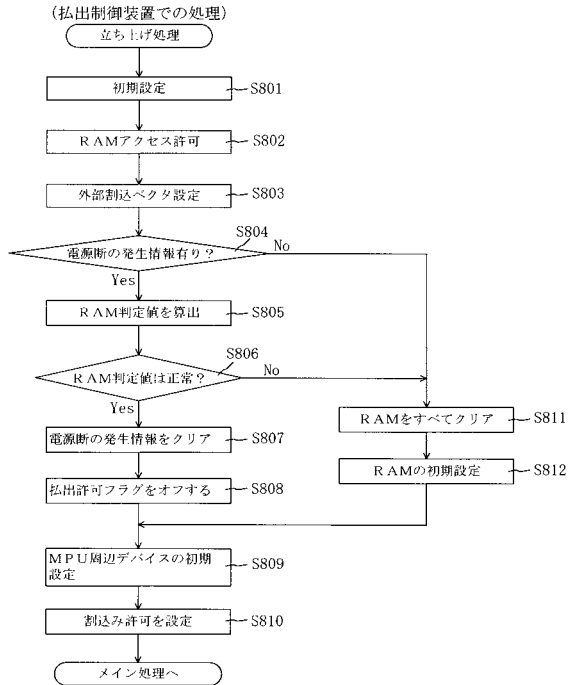 (払出制御装置での処理)
立ち上げ処理
初期設定
S801
RAMアクセス許可
S802
外部割込ベクタ設定
S803
S804
電源断の発生情報有り?
No
Yes
RAM判定値を算出
S805
S806
RAM判定値は正常?
No
Yes
RAMをすべてクリア
S811
電源断の発生情報をクリア
S807
RAMの初期設定
S812
払出許可フラグをオフする
S808
MPU周辺デバイスの初期
設定
S809
割込み許可を設定
S810
メイン処理へ